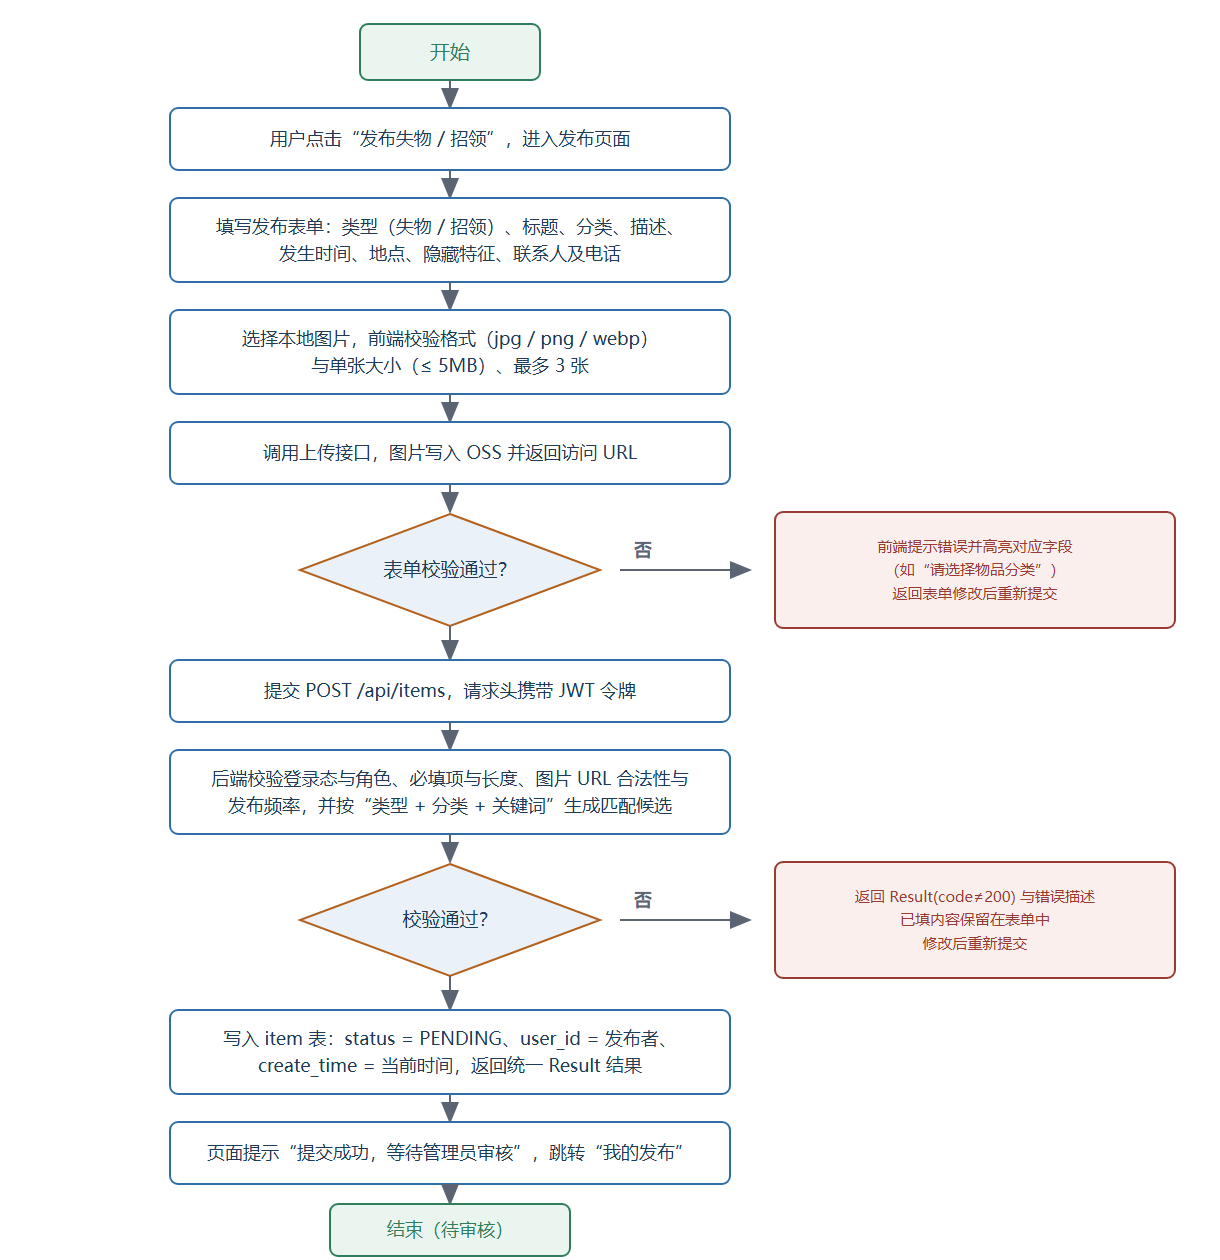 开始
用户点击“发布失物 / 招领”，进入发布页面
填写发布表单：类型（失物 / 招领）、标题、分类、描述、
发生时间、地点、隐藏特征、联系人及电话
选择本地图片，前端校验格式（jpg / png / webp）
与单张大小（≤ 5MB）、最多 3 张
调用上传接口，图片写入 OSS 并返回访问 URL
表单校验通过？
否
前端提示错误并高亮对应字段
（如“请选择物品分类”）
返回表单修改后重新提交
提交 POST /api/items，请求头携带 JWT 令牌
后端校验登录态与角色、必填项与长度、图片 URL 合法性与
发布频率，并按“类型 + 分类 + 关键词”生成匹配候选
校验通过？
否
返回 Result(code≠200) 与错误描述
已填内容保留在表单中
修改后重新提交
写入 item 表：status = PENDING、user_id = 发布者、
create_time = 当前时间，返回统一 Result 结果
页面提示“提交成功，等待管理员审核”，跳转“我的发布”
结束（待审核）